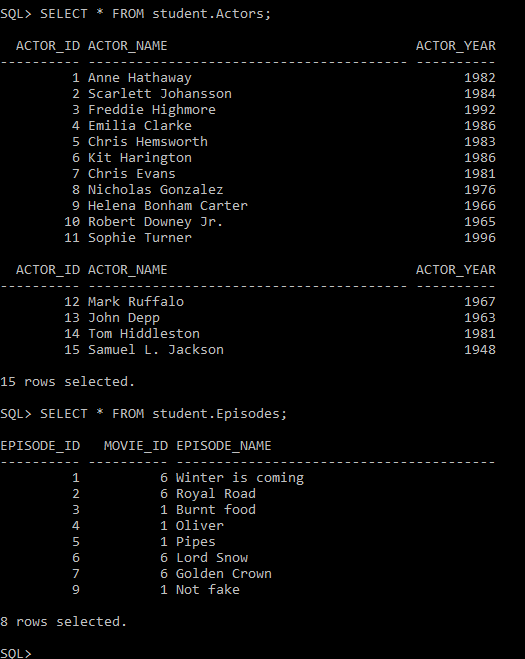 SQL> SELECT * FROM student.Actors;
  ACTOR_ID ACTOR_NAME                               ACTOR_YEAR
---------- ---------------------------------------- ----------
         1 Anne Hathaway                                  1982
         2 Scarlett Johansson                             1984
         3 Freddie Highmore                               1992
         4 Emilia Clarke                                  1986
         5 Chris Hemsworth                                1983
         6 Kit Harington                                  1986
         7 Chris Evans                                    1981
         8 Nicholas Gonzalez                              1976
         9 Helena Bonham Carter                           1966
        10 Robert Downey Jr.                              1965
        11 Sophie Turner                                  1996
  ACTOR_ID ACTOR_NAME                               ACTOR_YEAR
---------- ---------------------------------------- ----------
        12 Mark Ruffalo                                   1967
        13 John Depp                                      1963
        14 Tom Hiddleston                                 1981
        15 Samuel L. Jackson                              1948
15 rows selected.
SQL> SELECT * FROM student.Episodes;
EPISODE_ID   MOVIE_ID EPISODE_NAME
---------- ---------- ----------------------------------------
         1          6 Winter is coming
         2          6 Royal Road
         3          1 Burnt food
         4          1 Oliver
         5          1 Pipes
         6          6 Lord Snow
         7          6 Golden Crown
         9          1 Not fake
8 rows selected.
SQL>